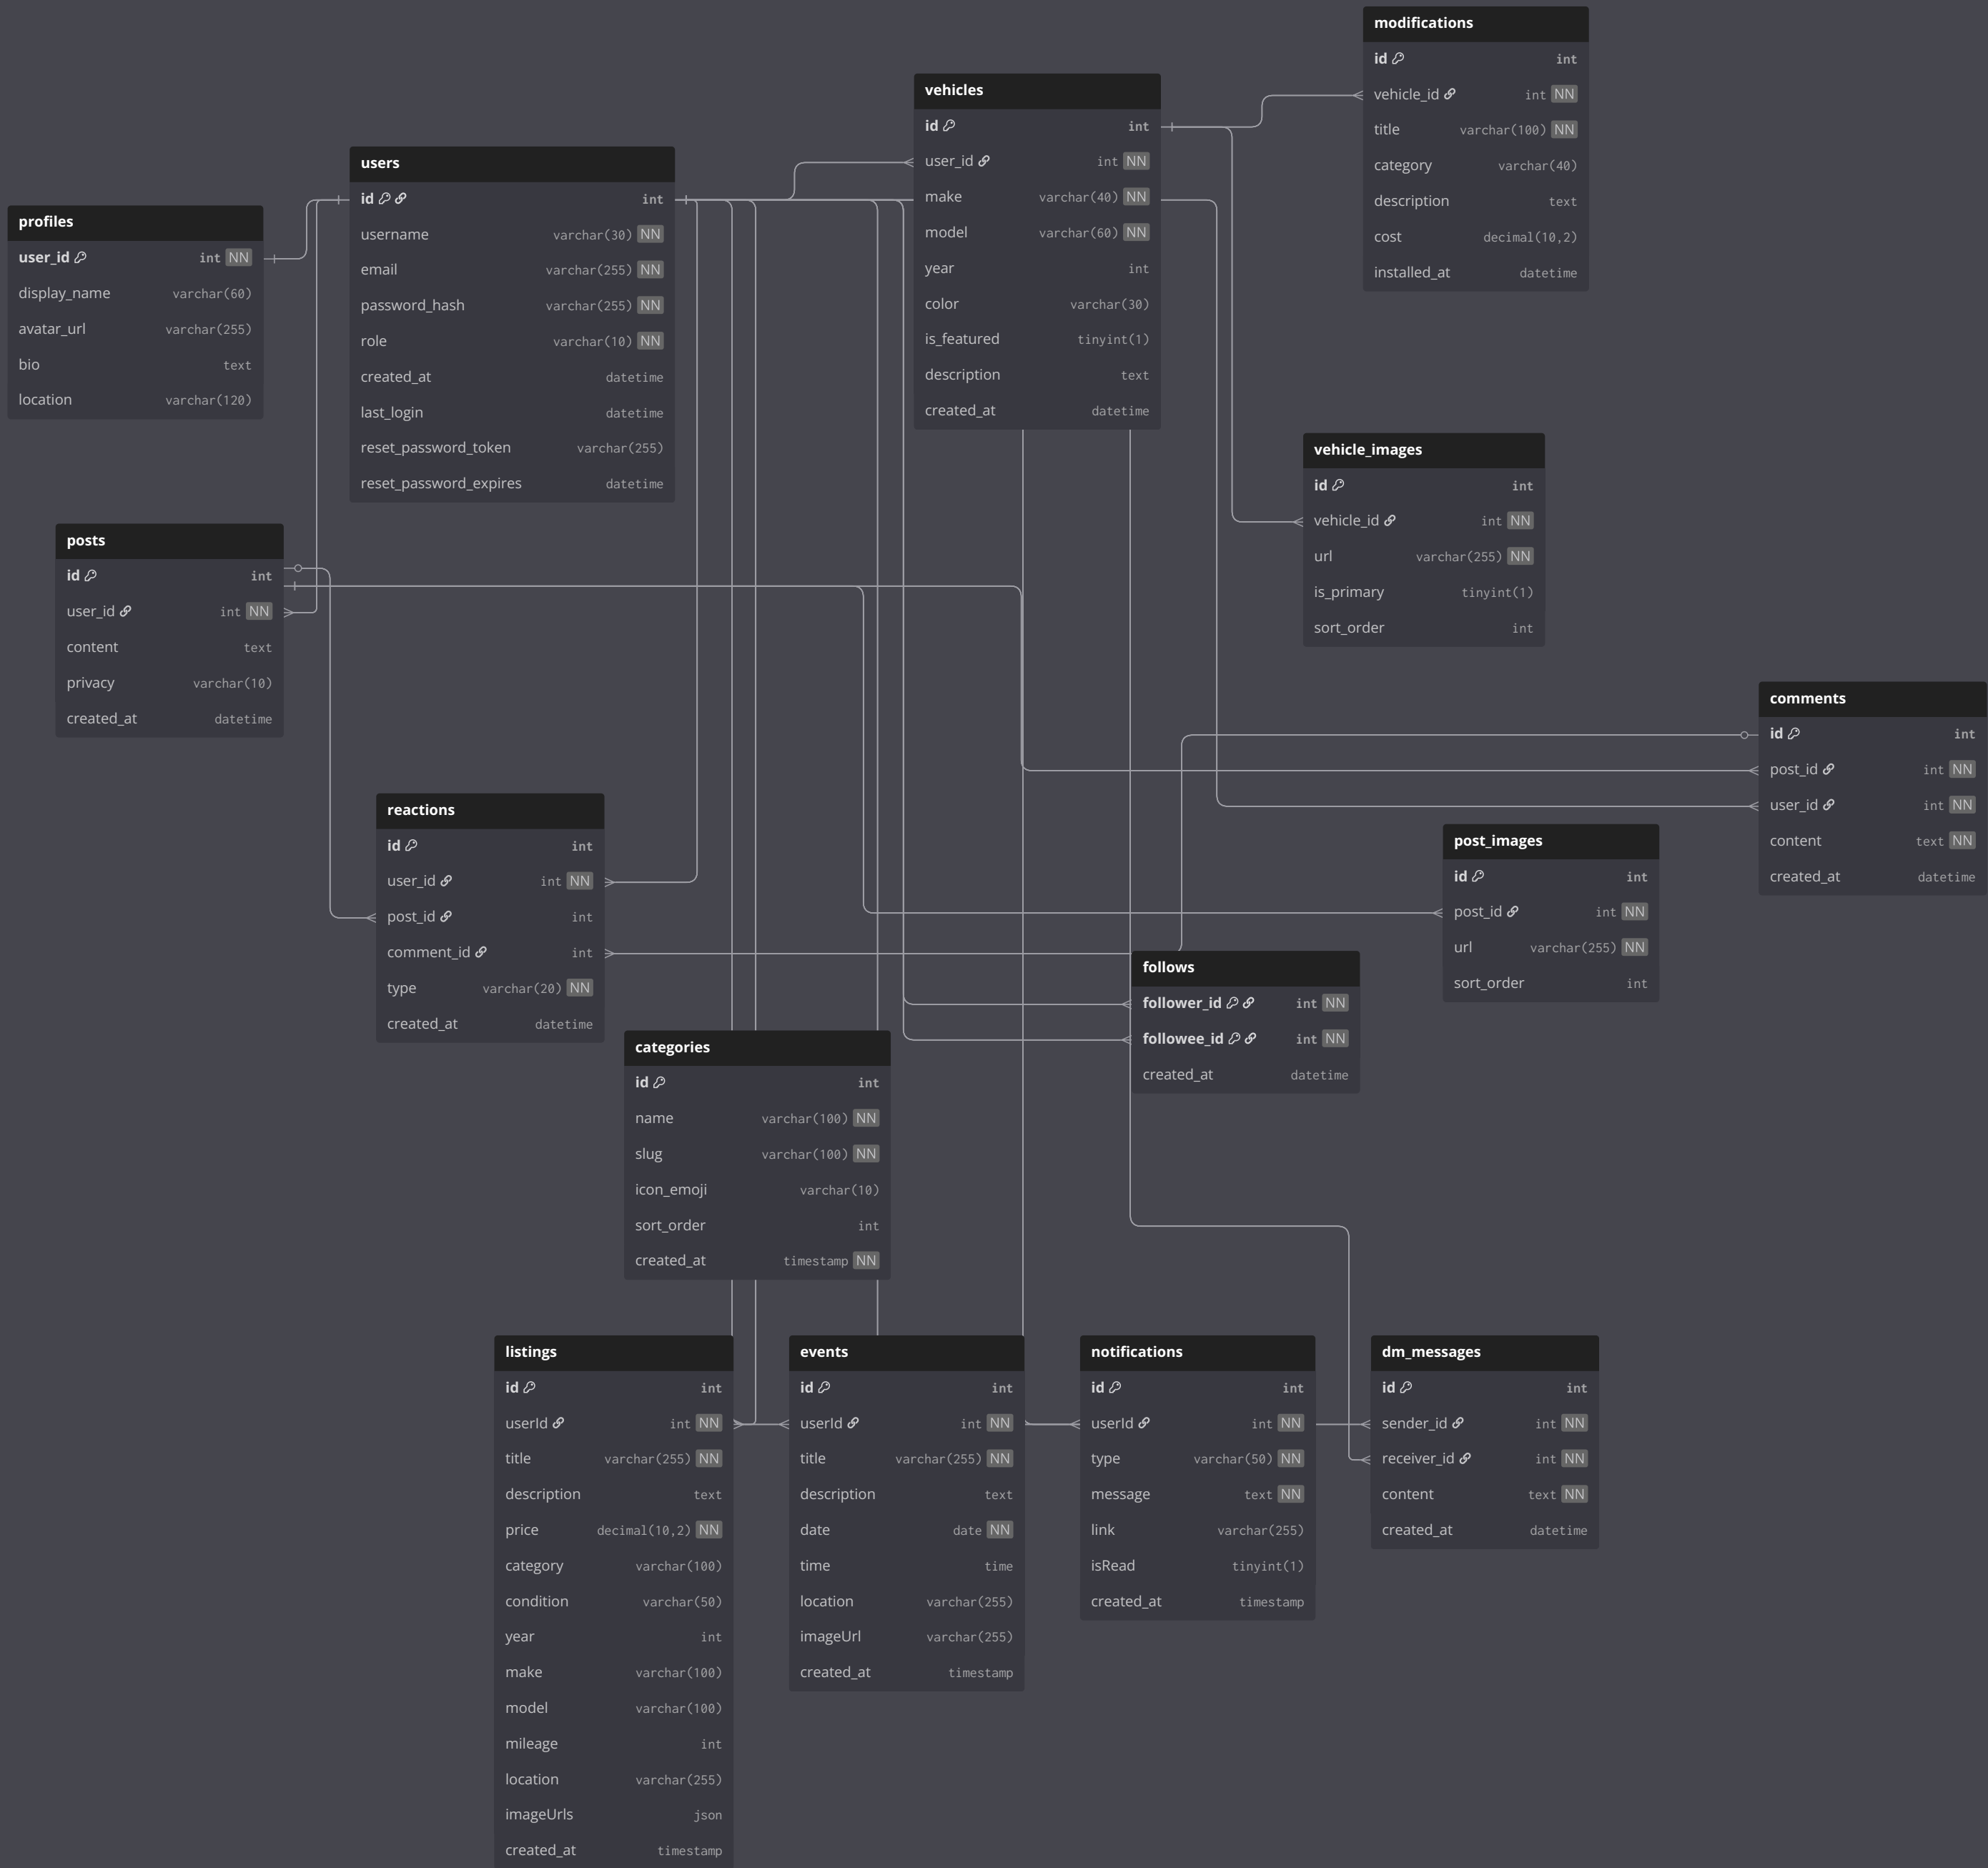 modifications
id int
vehicle_id int NN
title varchar(100) NN
category varchar(40)
description text
cost decimal(10,2)
installed_at datetime
vehicles
id int
user_id int NN
make varchar(40) NN
model varchar(60) NN
year int
color varchar(30)
is_featured tinyint(1)
description text
created_at datetime
users
id int
username varchar(30) NN
email varchar(255) NN
password_hash varchar(255) NN
role varchar(10) NN
created_at datetime
last_login datetime
reset_password_token varchar(255)
reset_password_expires datetime
profiles
user_id int NN
display_name varchar(60)
avatar_url varchar(255)
bio text
location varchar(120)
vehicle_images
id int
vehicle_id int NN
url varchar(255) NN
is_primary tinyint(1)
sort_order int
posts
id int
user_id int NN
content text
privacy varchar(10)
created_at datetime
comments
id int
post_id int NN
user_id int NN
content text NN
created_at datetime
reactions
id int
user_id int NN
post_id int
comment_id int
type varchar(20) NN
created_at datetime
post_images
id int
post_id int NN
url varchar(255) NN
sort_order int
follows
follower_id int NN
followee_id int NN
created_at datetime
categories
id int
name varchar(100) NN
slug varchar(100) NN
icon_emoji varchar(10)
sort_order int
created_at timestamp NN
listings
id int
userId int NN
title varchar(255) NN
description text
price decimal(10,2) NN
category varchar(100)
condition varchar(50)
year int
make varchar(100)
model varchar(100)
mileage int
location varchar(255)
imageUrls json
created_at timestamp
events
id int
userId int NN
title varchar(255) NN
description text
date date NN
time time
location varchar(255)
imageUrl varchar(255)
created_at timestamp
notifications
id int
userId int NN
type varchar(50) NN
message text NN
link varchar(255)
isRead tinyint(1)
created_at timestamp
dm_messages
id int
sender_id int NN
receiver_id int NN
content text NN
created_at datetime